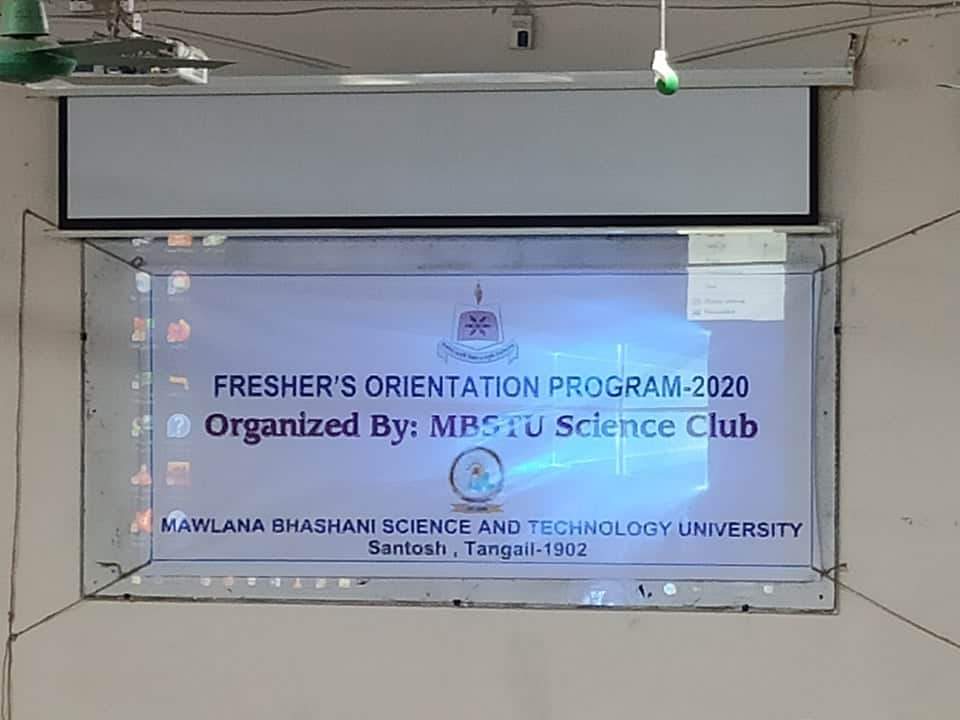 FRESHER'S ORIENTATION PROGRAM-2020
Organized By: MBSTU Science Club
MAWLANA BHASHANI SCIENCE AND TECHNOLOGY UNIVERSITY
Santosh , Tangail-1902